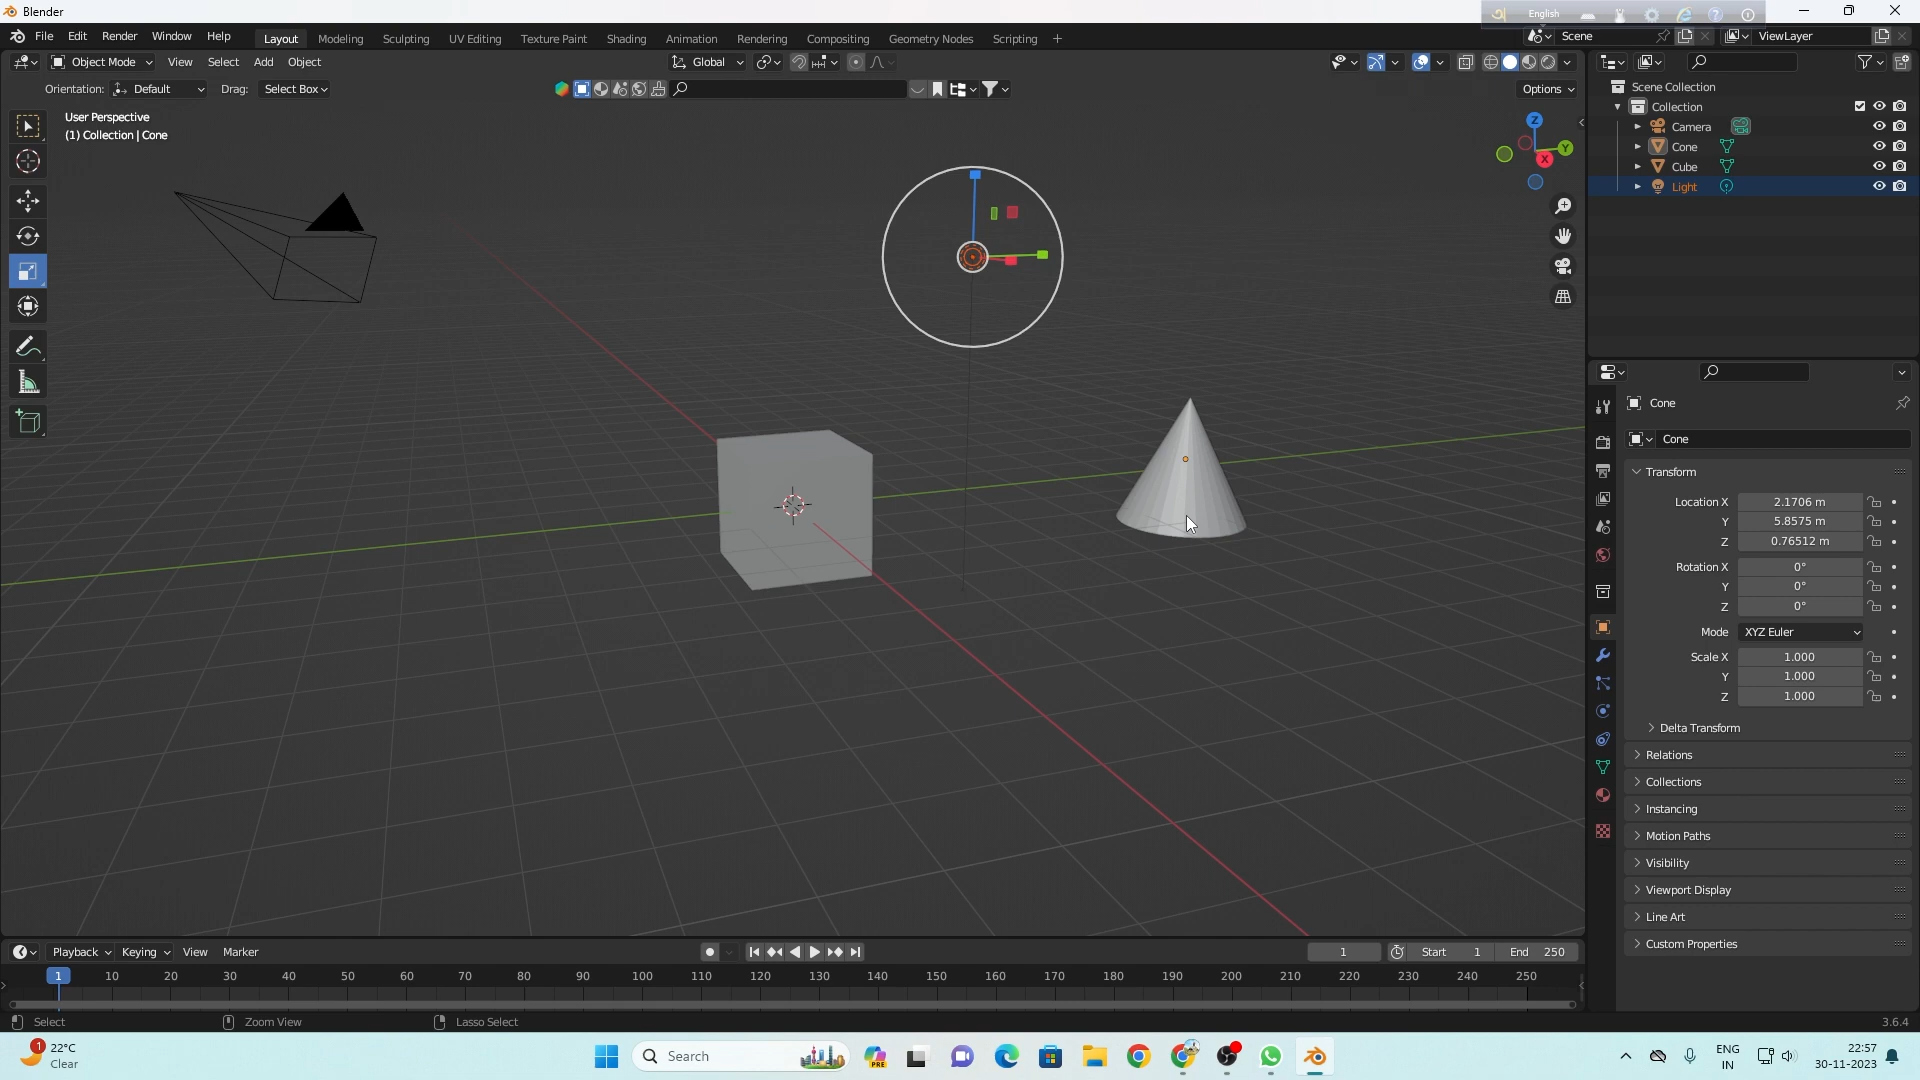 Blender
English
File Edit Render Window Help
Layout Modeling Sculpting UV Editing Texture Paint Shading Animation Rendering Compositing Geometry Nodes Scripting +
Scene
ViewLayer
Object Mode View Select Add Object
Global
Orientation: Default Drag: Select Box
Options
User Perspective
(1) Collection | Cone
Z
Y
X
Scene Collection
Collection
Camera
Cone
Cube
Light
Cone
Cone
Transform
Location X 2.1706 m
Y 5.8575 m
Z 0.76512 m
Rotation X 0°
Y 0°
Z 0°
Mode XYZ Euler
Scale X 1.000
Y 1.000
Z 1.000
Delta Transform
Relations
Collections
Instancing
Motion Paths
Visibility
Viewport Display
Line Art
Custom Properties
Playback Keying View Marker
1 Start 1 End 250
1 10 20 30 40 50 60 70 80 90 100 110 120 130 140 150 160 170 180 190 200 210 220 230 240 250
Select Zoom View Lasso Select
3.6.4
1
22°C
Clear
Search
PRE
ENG
IN
22:57
30-11-2023